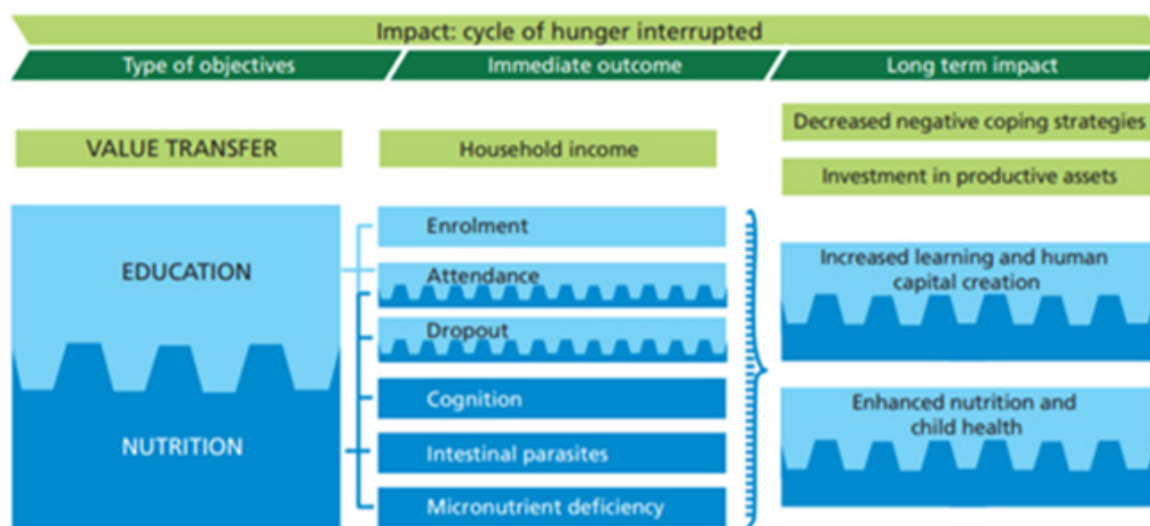 Impact: cycle of hunger interrupted
Type of objectives
Immediate outcome
Long term impact
VALUE TRANSFER
Household income
Decreased negative coping strategies
Investment in productive assets
EDUCATION
NUTRITION
Enrolment
Attendance
Dropout
Cognition
Intestinal parasites
Micronutrient deficiency
Increased learning and human
capital creation
Enhanced nutrition and
child health